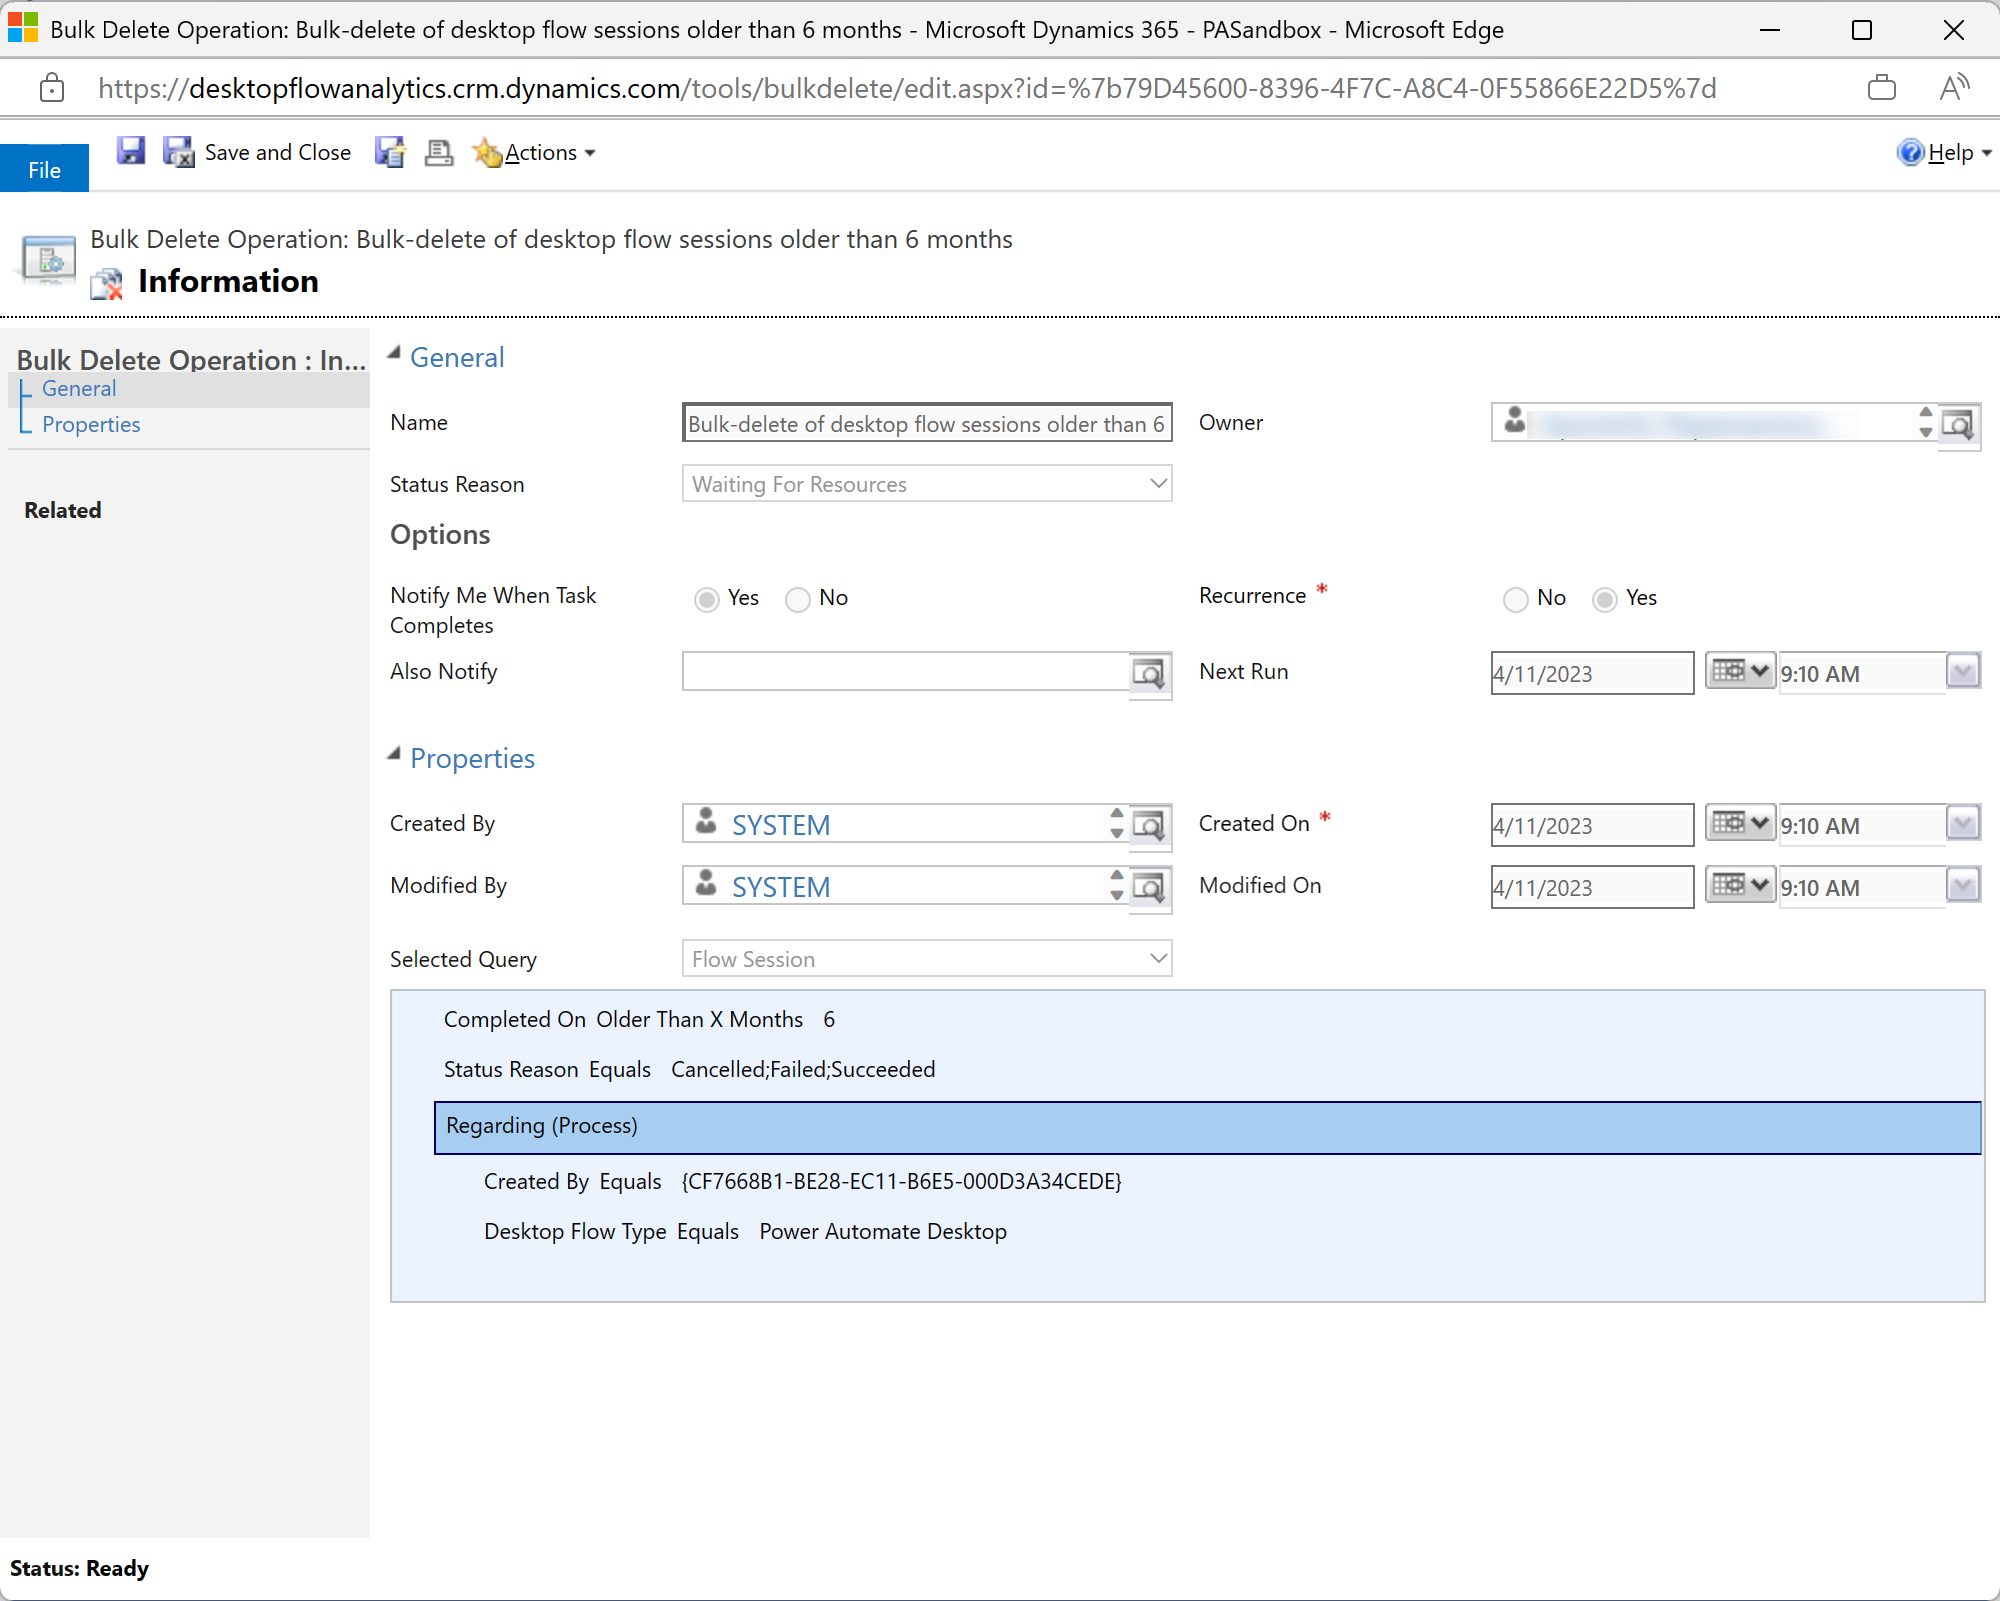 Bulk Delete Operation: Bulk-delete of desktop flow sessions older than 6 months - Microsoft Dynamics 365 - PASandbox - Microsoft Edge
https://desktopflowanalytics.crm.dynamics.com/tools/bulkdelete/edit.aspx?id=%7b79D45600-8396-4F7C-A8C4-0F55866E22D5%7d
File
Save and Close
Actions
Help
Bulk Delete Operation: Bulk-delete of desktop flow sessions older than 6 months
Information
Bulk Delete Operation : In...
General
Properties
Related
General
Name
Bulk-delete of desktop flow sessions older than 6
Owner
Status Reason
Waiting For Resources
Options
Notify Me When Task
Completes
Yes
No
Recurrence *
No
Yes
Also Notify
Next Run
4/11/2023
9:10 AM
Properties
Created By
SYSTEM
Created On *
4/11/2023
9:10 AM
Modified By
SYSTEM
Modified On
4/11/2023
9:10 AM
Selected Query
Flow Session
Completed On Older Than X Months 6
Status Reason Equals Cancelled;Failed;Succeeded
Regarding (Process)
Created By Equals {CF7668B1-BE28-EC11-B6E5-000D3A34CEDE}
Desktop Flow Type Equals Power Automate Desktop
Status: Ready